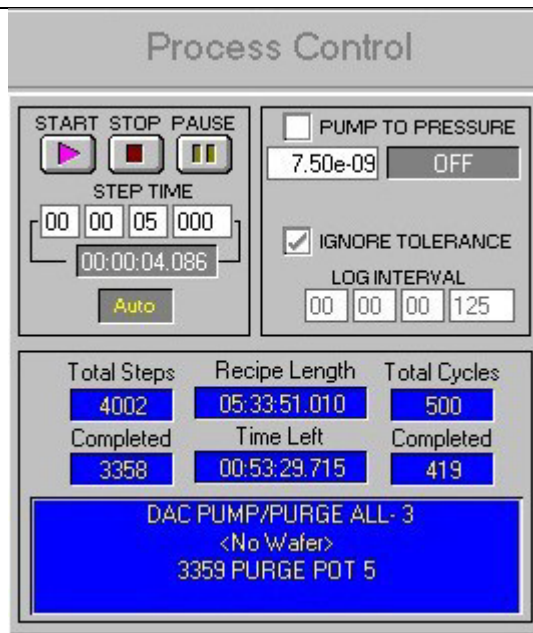 Process Control
START STOP PAUSE
STEP TIME
00 00 05 000
00:00:04.086
Auto
PUMP TO PRESSURE
7.50e-09 OFF
IGNORE TOLERANCE
LOG INTERVAL
00 00 00 125
Total Steps Recipe Length Total Cycles
4002 05:33:51.010 500
Completed Time Left Completed
3358 00:53:29.715 419
DAC PUMP/PURGE ALL- 3
<No Wafer>
3359 PURGE POT 5